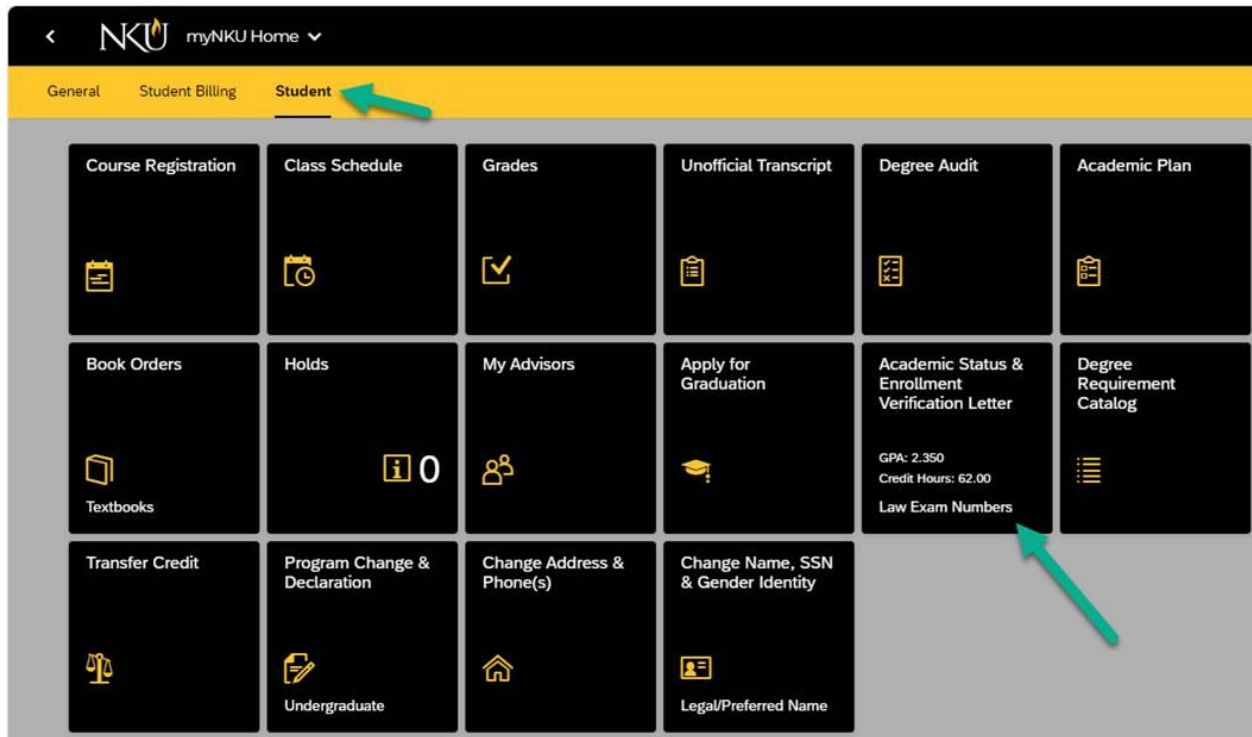 NKU myNKU Home
General Student Billing Student
Course Registration
Class Schedule
Grades
Unofficial Transcript
Degree Audit
Academic Plan
Book Orders
Textbooks
Holds
0
My Advisors
Apply for
Graduation
Academic Status &
Enrollment
Verification Letter
GPA: 2.350
Credit Hours: 62.00
Law Exam Numbers
Degree
Requirement
Catalog
Transfer Credit
Program Change &
Declaration
Undergraduate
Change Address &
Phone(s)
Change Name, SSN
& Gender Identity
Legal/Preferred Name